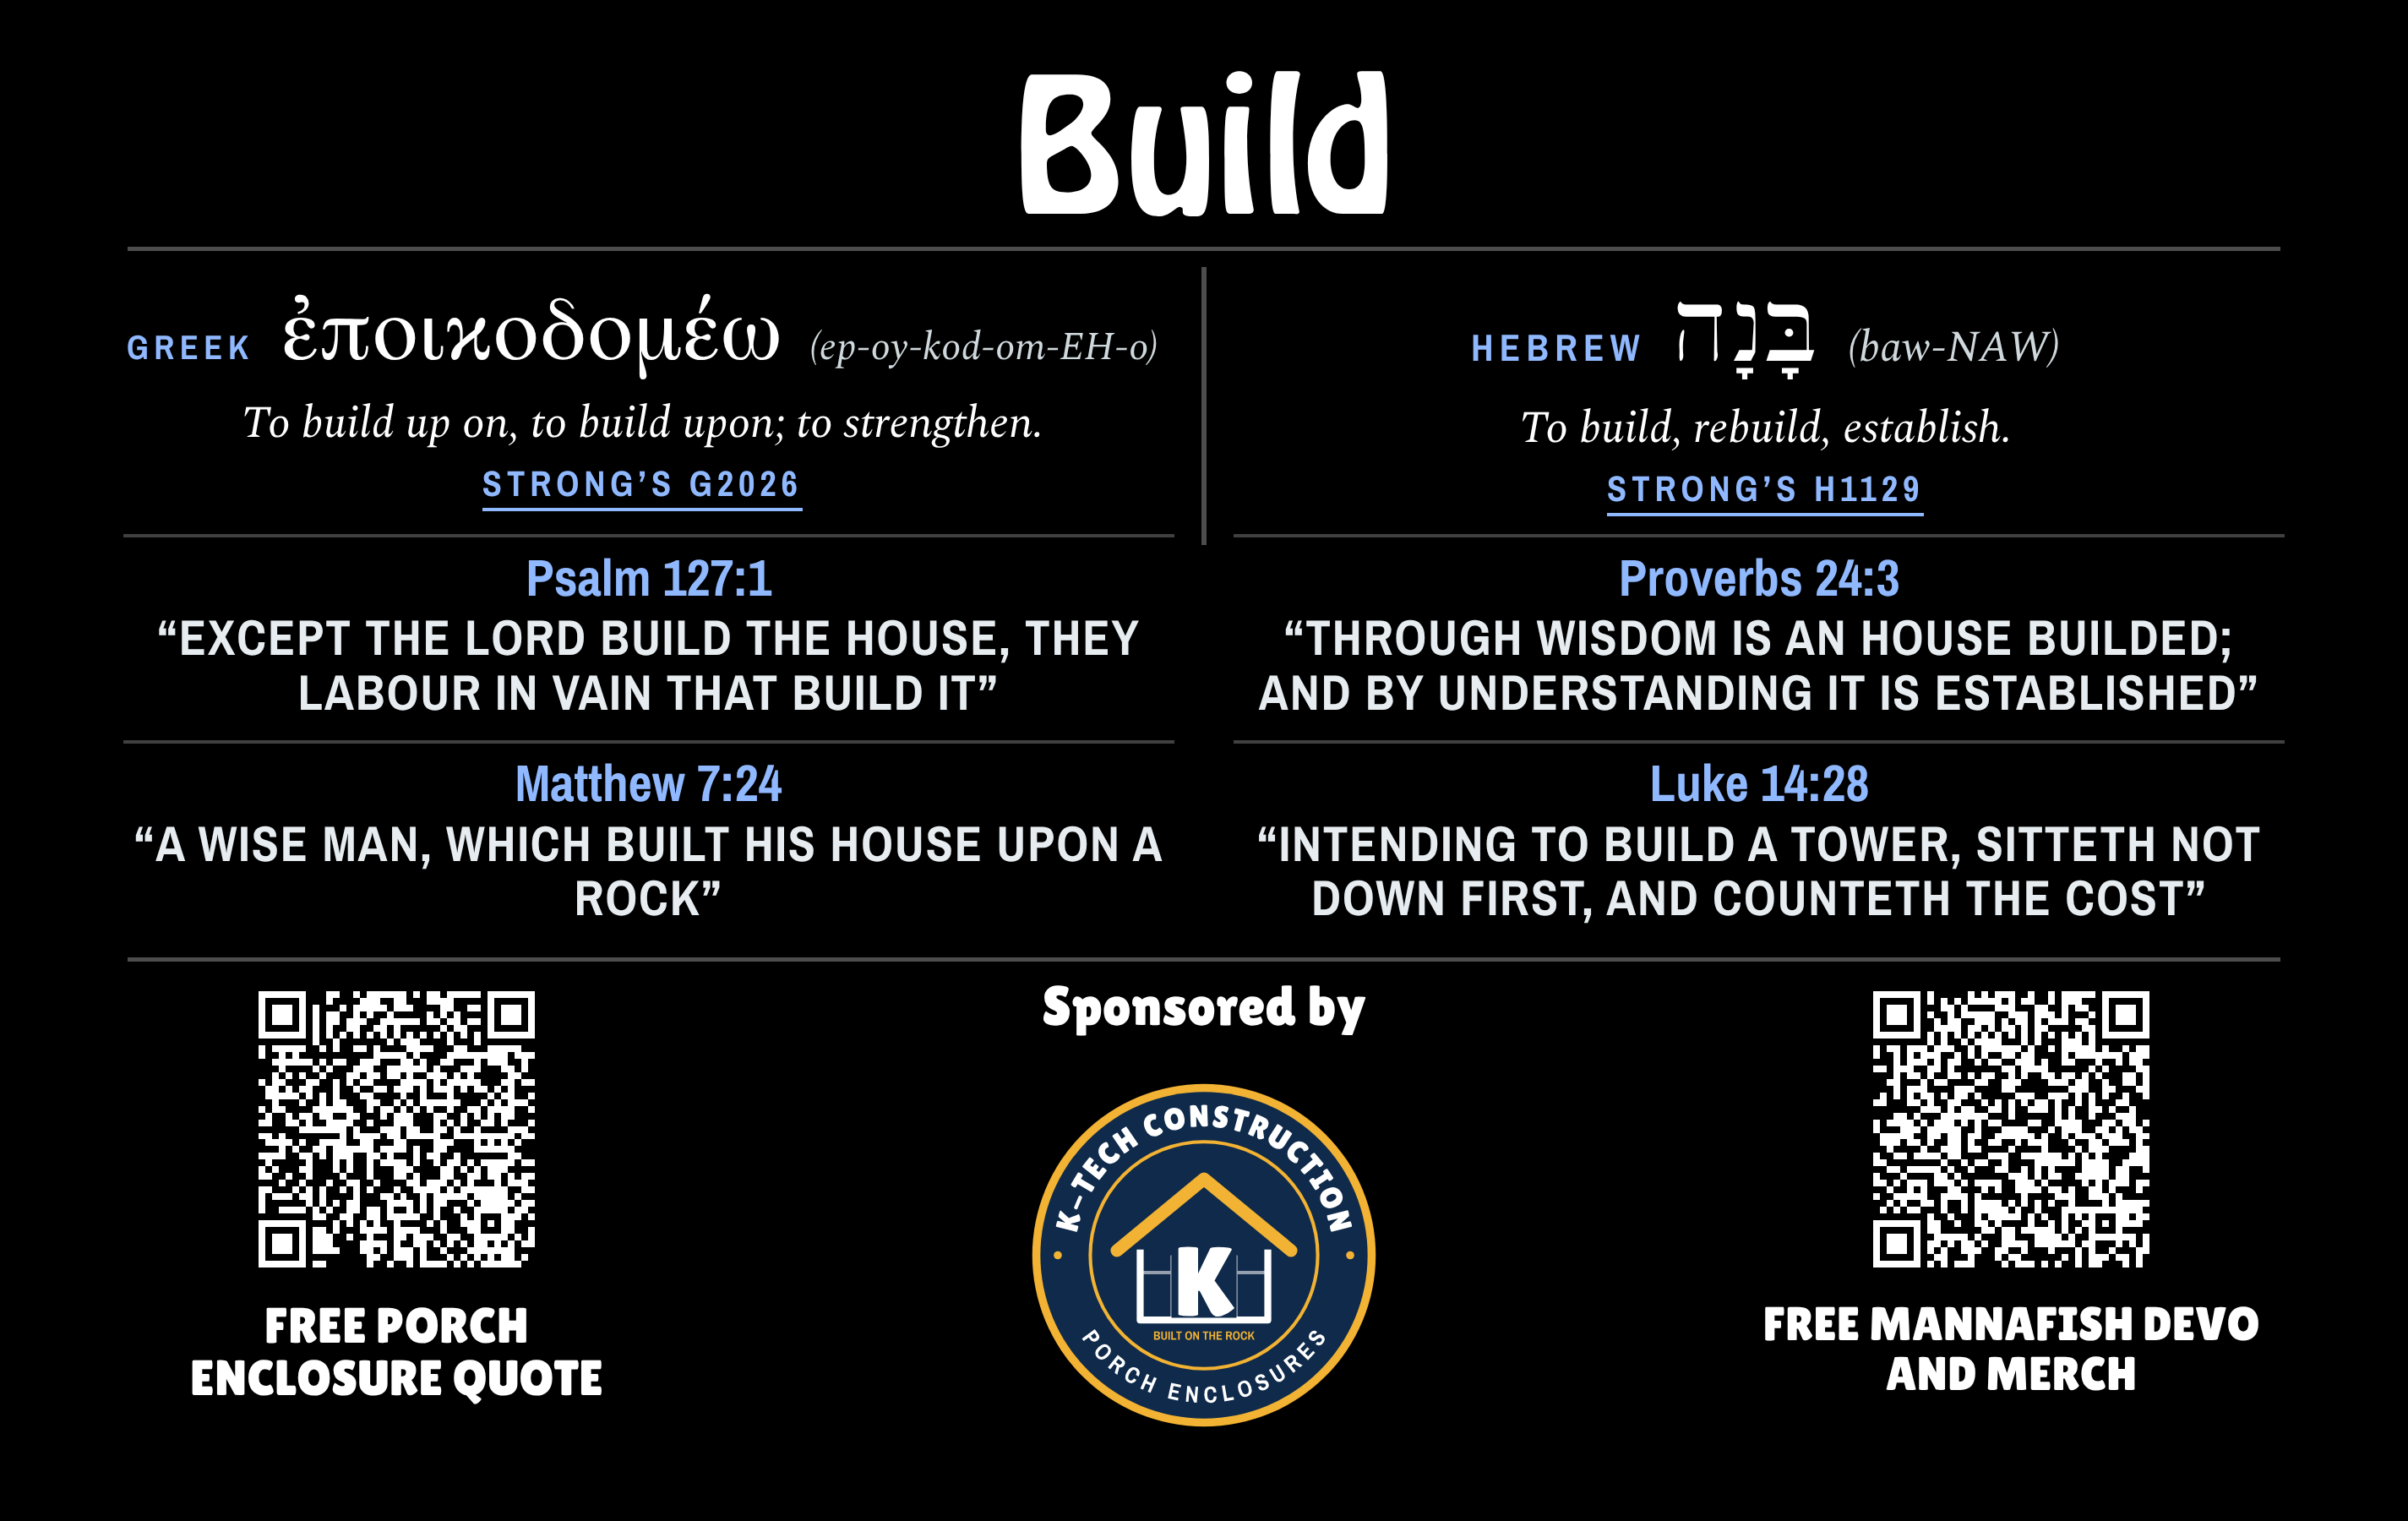 Build
GREEK ἐποικοδομέω (ep-oy-kod-om-EH-o)
To build up on, to build upon; to strengthen.
STRONG’S G2026
HEBREW בָּנָה (baw-NAW)
To build, rebuild, establish.
STRONG’S H1129
Psalm 127:1
“EXCEPT THE LORD BUILD THE HOUSE, THEY
LABOUR IN VAIN THAT BUILD IT”
Proverbs 24:3
“THROUGH WISDOM IS AN HOUSE BUILDED;
AND BY UNDERSTANDING IT IS ESTABLISHED”
Matthew 7:24
“A WISE MAN, WHICH BUILT HIS HOUSE UPON A
ROCK”
Luke 14:28
“INTENDING TO BUILD A TOWER, SITTETH NOT
DOWN FIRST, AND COUNTETH THE COST”
FREE PORCH
ENCLOSURE QUOTE
Sponsored by
K-TECH CONSTRUCTION
K
BUILT ON THE ROCK
PORCH ENCLOSURES
FREE MANNAFISH DEVO
AND MERCH